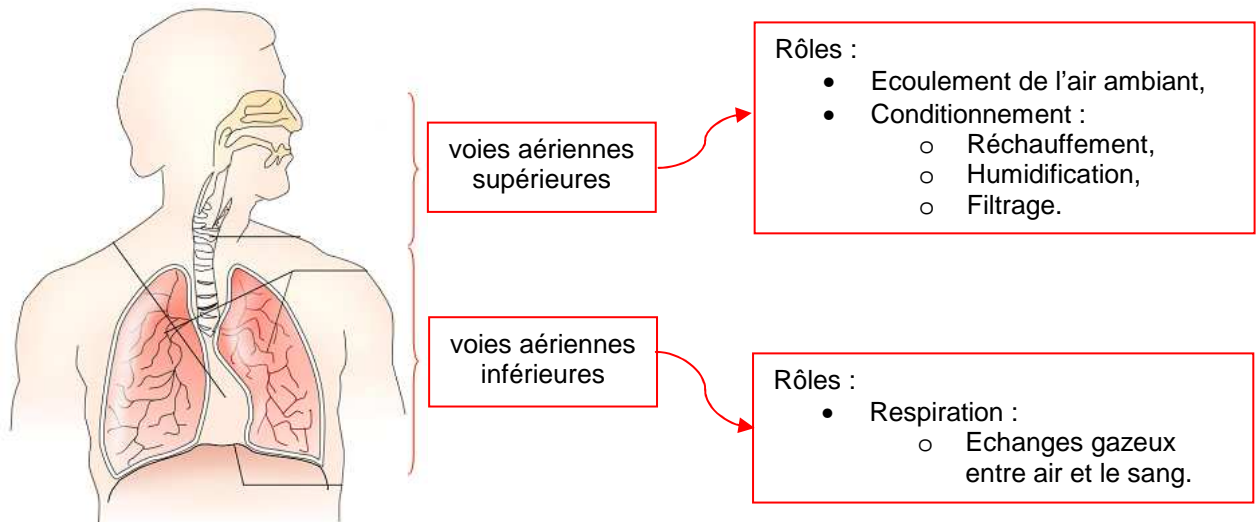 voies aériennes
supérieures
Rôles :
• Ecoulement de l'air ambiant,
• Conditionnement :
o Réchauffement,
o Humidification,
o Filtrage.
voies aériennes
inférieures
Rôles :
• Respiration :
o Echanges gazeux
entre air et le sang.